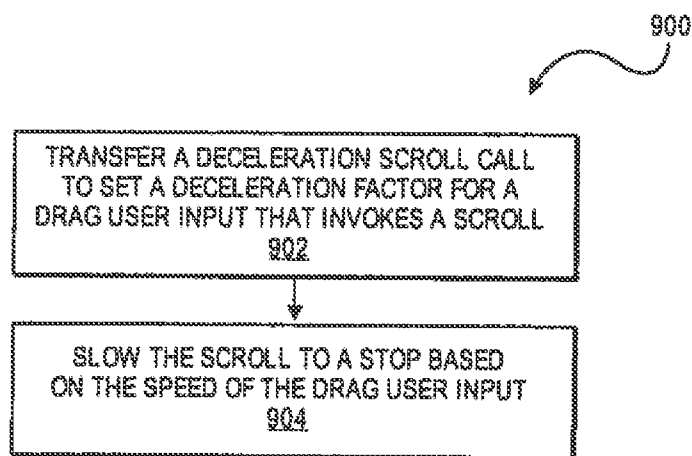 900
TRANSFER A DECELERATION SCROLL CALL
TO SET A DECELERATION FACTOR FOR A
DRAG USER INPUT THAT INVOKES A SCROLL
902
SLOW THE SCROLL TO A STOP BASED
ON THE SPEED OF THE DRAG USER INPUT
904